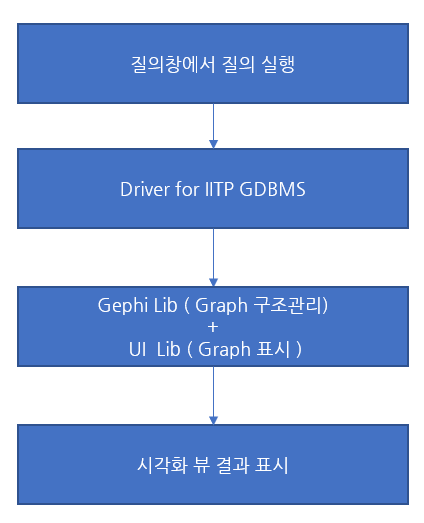 질의창에서 질의 실행
Driver for IITP GDBMS
Gephi Lib ( Graph 구조관리)
+
UI Lib ( Graph 표시 )
시각화 뷰 결과 표시